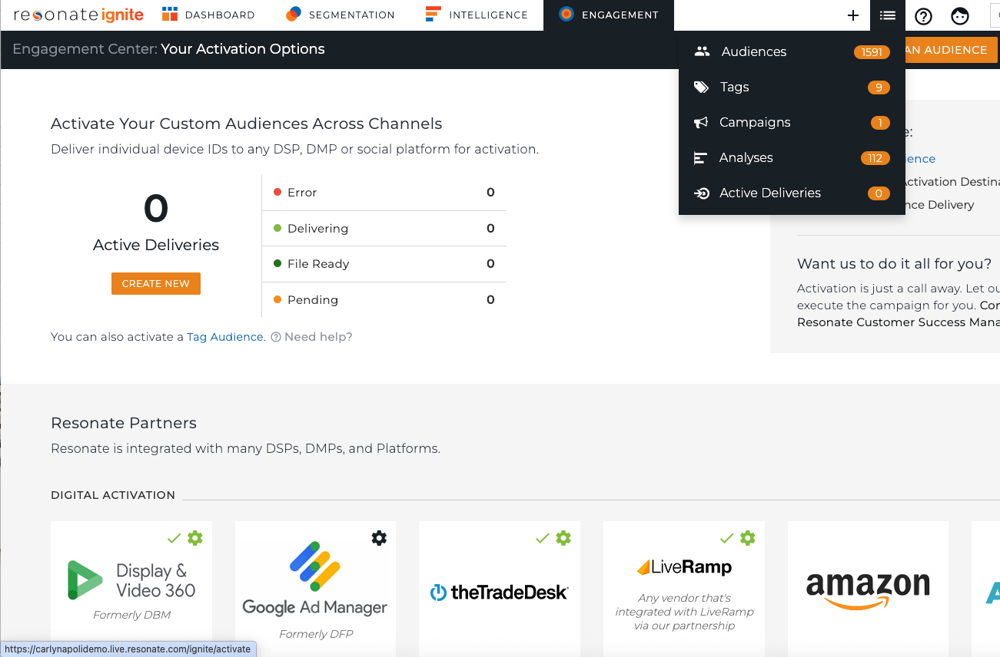 resonate ignite
DASHBOARD
SEGMENTATION
INTELLIGENCE
ENGAGEMENT
Engagement Center: Your Activation Options
AN AUDIENCE
Audiences 1591
Tags 9
Campaigns 1
Analyses 112
Active Deliveries 0
Activate Your Custom Audiences Across Channels
Deliver individual device IDs to any DSP, DMP or social platform for activation.
0
Active Deliveries
CREATE NEW
Error 0
Delivering 0
File Ready 0
Pending 0
You can also activate a Tag Audience. ? Need help?
e:
ience
Activation Destina
nce Delivery
Want us to do it all for you?
Activation is just a call away. Let ou
execute the campaign for you. Con
Resonate Customer Success Mana
Resonate Partners
Resonate is integrated with many DSPs, DMPs, and Platforms.
DIGITAL ACTIVATION
Display &
Video 360
Formerly DBM
Google Ad Manager
Formerly DFP
theTradeDesk
LiveRamp
Any vendor that's
integrated with LiveRamp
via our partnership
amazon
A
https://carlynapolidemo.live.resonate.com/ignite/activate